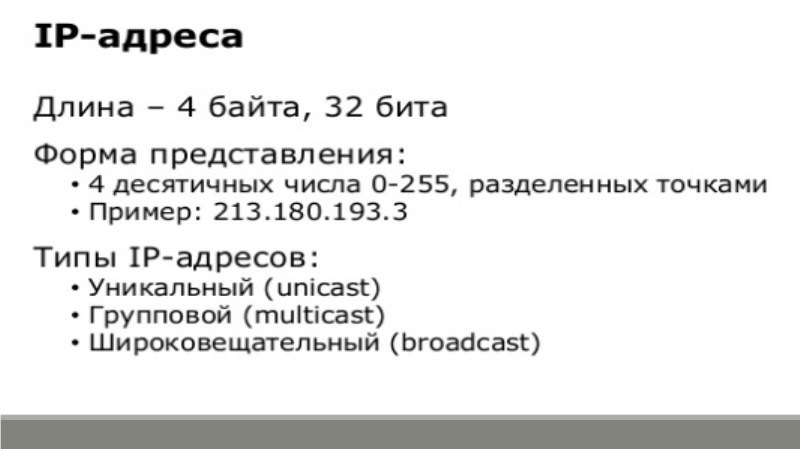 IP-адреса
Длина – 4 байта, 32 бита
Форма представления:
• 4 десятичных числа 0-255, разделенных точками
• Пример: 213.180.193.3
Типы IP-адресов:
• Уникальный (unicast)
• Групповой (multicast)
• Широковещательный (broadcast)